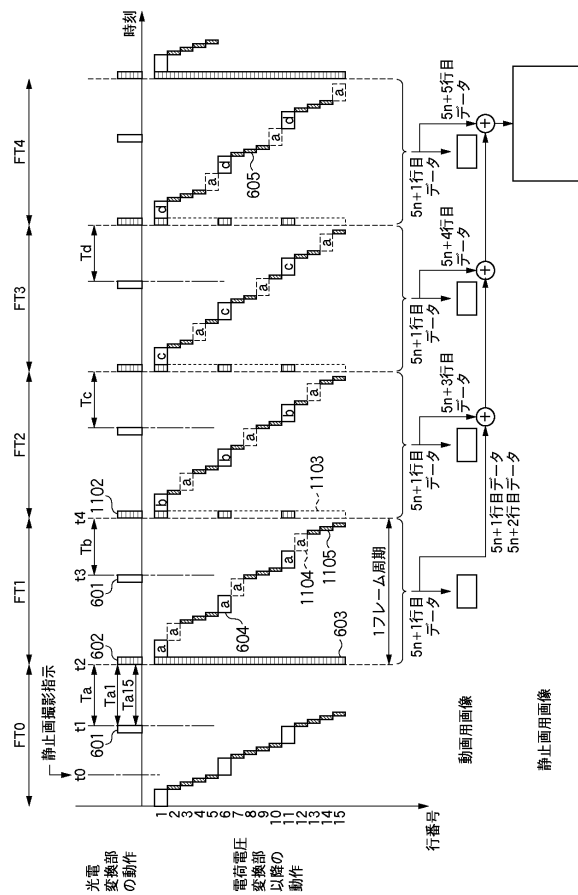 FT0
FT1
FT2
FT3
FT4
静止画撮影指示
t0
t1
t2
t3
t4
601
602
601
1102
時刻
Ta
Ta1
Ta15
Tb
Tc
Td
光電
変換部
の動作
電荷電圧
変換部
以降の
動作
1
2
3
4
5
6
7
8
9
10
11
12
13
14
15
行番号
a
a
a
a
a
a
604
603
1104
1105
1103
1フレーム周期
b
a
b
a
b
a
c
a
c
a
c
a
d
a
d
a
d
a
605
5n+1行目
データ
5n+1行目データ
5n+2行目データ
5n+1行目
データ
5n+3行目
データ
5n+1行目
データ
5n+4行目
データ
5n+1行目
データ
5n+5行目
データ
動画用画像
静止画用画像